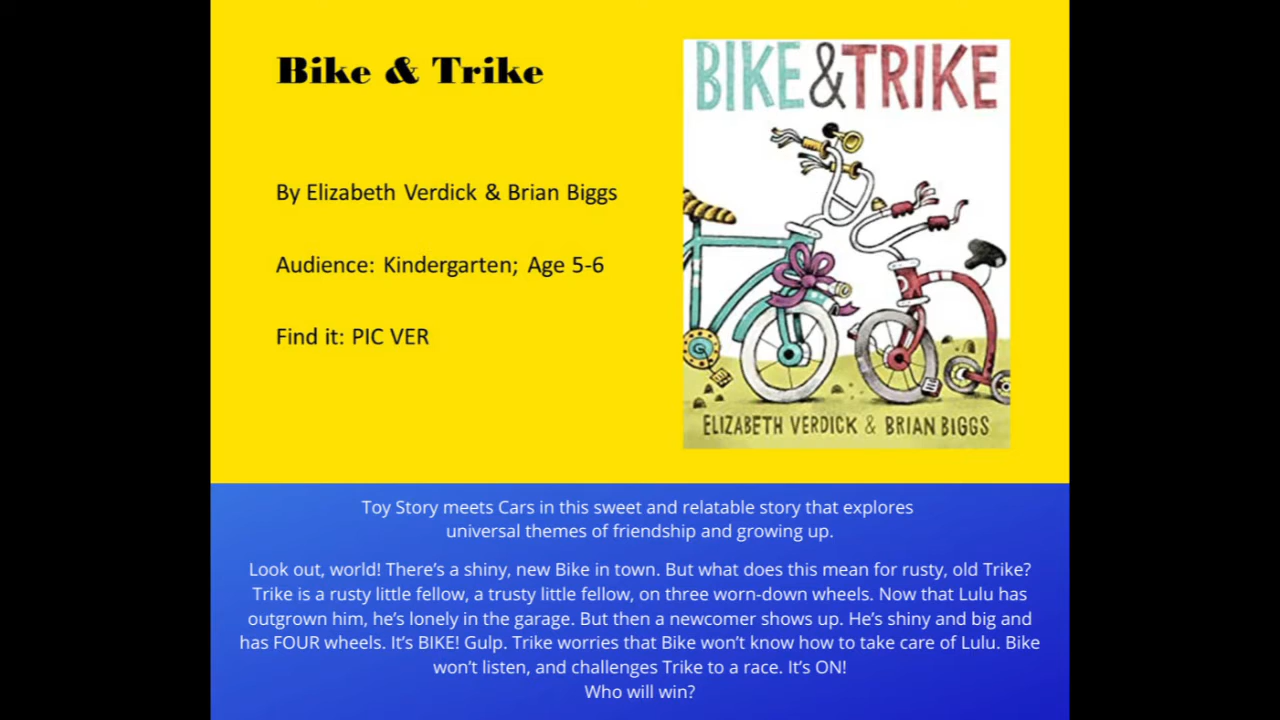 Bike & Trike
By Elizabeth Verdick & Brian Biggs
Audience: Kindergarten; Age 5-6
Find it: PIC VER
BIKE & TRIKE
ELIZABETH VERDICK & BRIAN BIGGS
Toy Story meets Cars in this sweet and relatable story that explores
universal themes of friendship and growing up.
Look out, world! There's a shiny, new Bike in town. But what does this mean for rusty, old Trike?
Trike is a rusty little fellow, a trusty little fellow, on three worn-down wheels. Now that Lulu has
outgrown him, he's lonely in the garage. But then a newcomer shows up. He's shiny and big and
has FOUR wheels. It's BIKE! Gulp. Trike worries that Bike won't know how to take care of Lulu. Bike
won't listen, and challenges Trike to a race. It's ON!
Who will win?